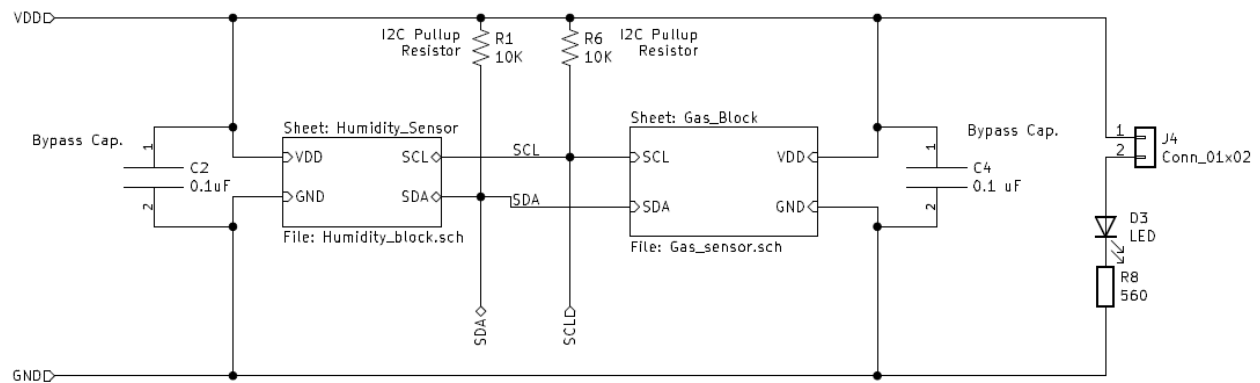 VDD
I2C Pullup
Resistor
R1
10K
R6
10K
I2C Pullup
Resistor
Bypass Cap.
1
C2
0.1uF
2
Sheet: Humidity_Sensor
VDD
SCL
GND
SDA
File: Humidity_block.sch
SCL
SDA
Sheet: Gas_Block
SCL
VDD
SDA
GND
File: Gas_sensor.sch
Bypass Cap.
1
C4
0.1 uF
2
1
2
J4
Conn_01x02
D3
LED
R8
560
SDA
SCL
GND